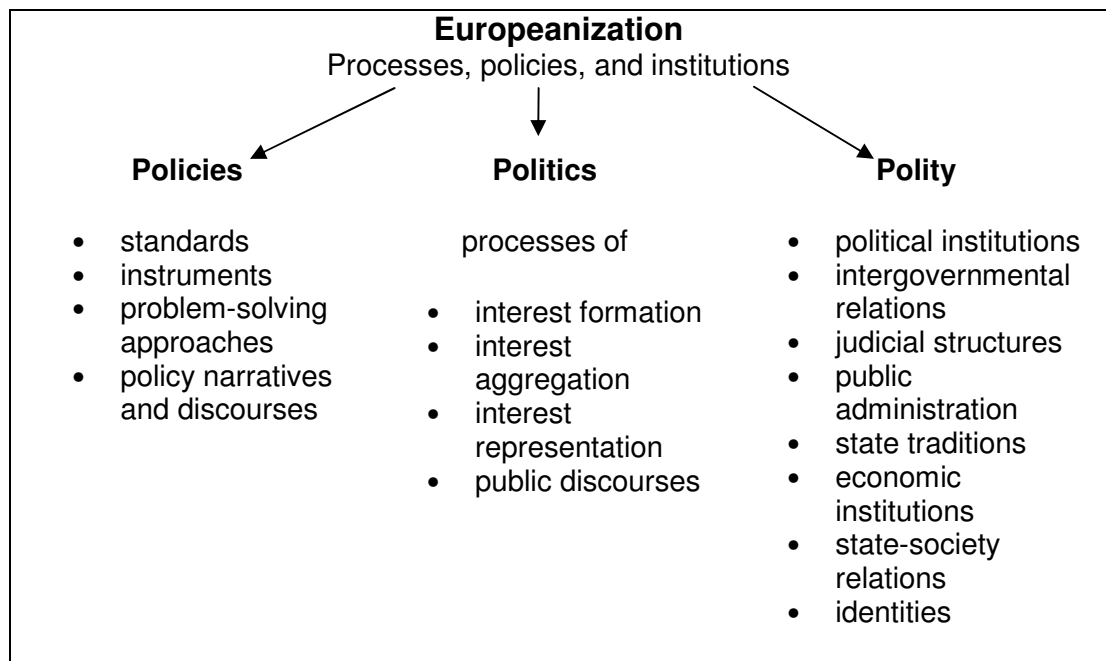 Europeanization
Processes, policies, and institutions
Policies
• standards
• instruments
• problem-solving
approaches
• policy narratives
and discourses
Politics
processes of
• interest formation
• interest
aggregation
• interest
representation
• public discourses
Polity
• political institutions
• intergovernmental
relations
• judicial structures
• public
administration
• state traditions
• economic
institutions
• state-society
relations
• identities